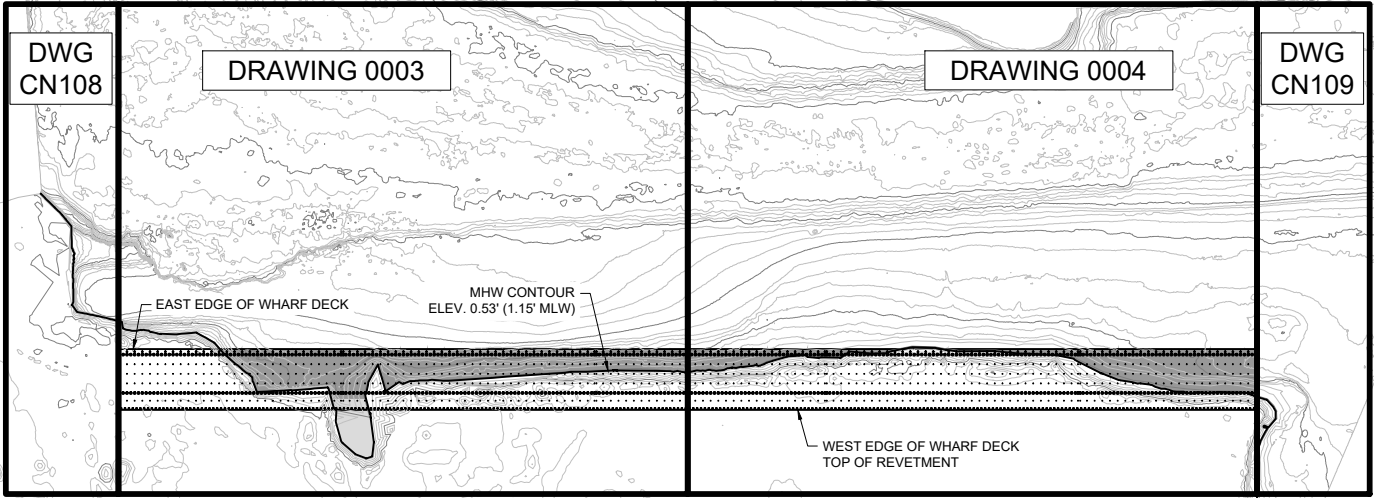 DWG
CN108
DRAWING 0003
DRAWING 0004
DWG
CN109
EAST EDGE OF WHARF DECK
MHW CONTOUR
ELEV. 0.53' (1.15' MLW)
WEST EDGE OF WHARF DECK
TOP OF REVETMENT